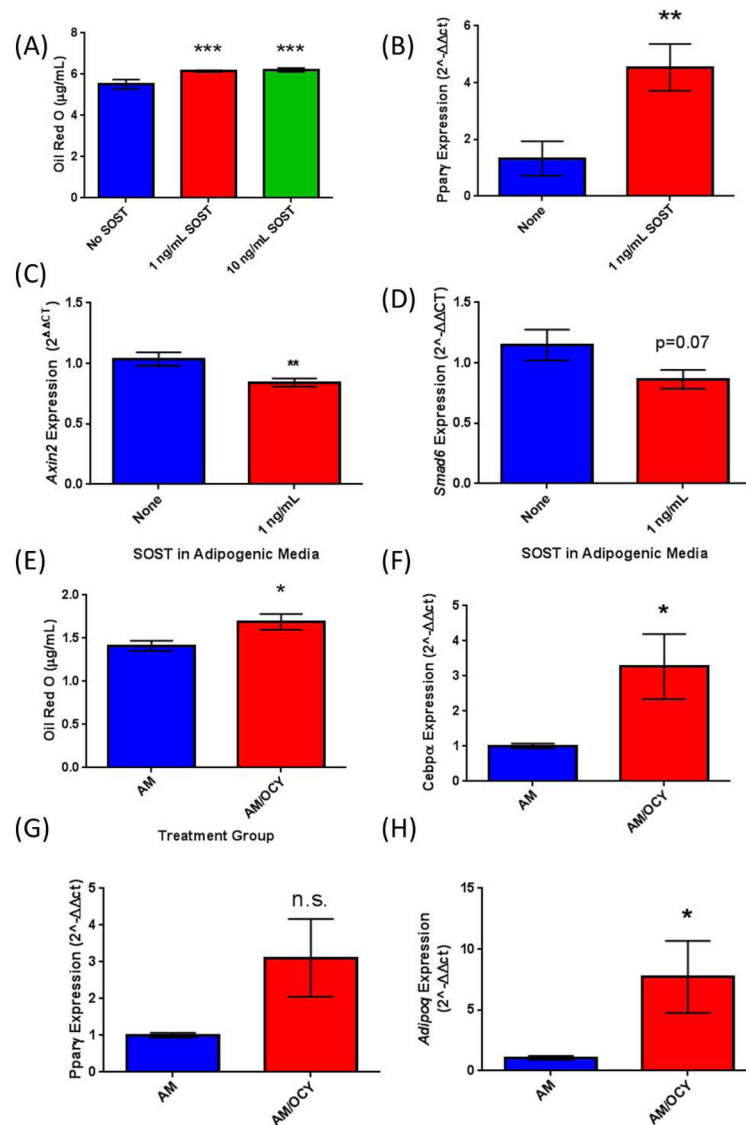 (A)
Oil Red O (µg/mL)
8
6
4
2
0
***
***
No SOST
1 ng/mL SOST
10 ng/mL SOST
(B)
Pparγ Expression (2^-ΔΔct)
6
4
2
0
**
None
1 ng/mL SOST
(C)
Axin2 Expression (2^ΔΔCT)
1.5
1.0
0.5
0.0
**
None
1 ng/mL
SOST in Adipogenic Media
(D)
Smad6 Expression (2^-ΔΔCT)
1.5
1.0
0.5
0.0
p=0.07
None
1 ng/mL
SOST in Adipogenic Media
(E)
Oil Red O (µg/mL)
2.0
1.5
1.0
0.5
0.0
*
AM
AM/OCY
Treatment Group
(F)
Cebpα Expression (2^-ΔΔct)
5
4
3
2
1
0
*
AM
AM/OCY
(G)
Pparγ Expression (2^-ΔΔct)
5
4
3
2
1
0
n.s.
AM
AM/OCY
(H)
Adipoq Expression
(2^-ΔΔct)
15
10
5
0
*
AM
AM/OCY